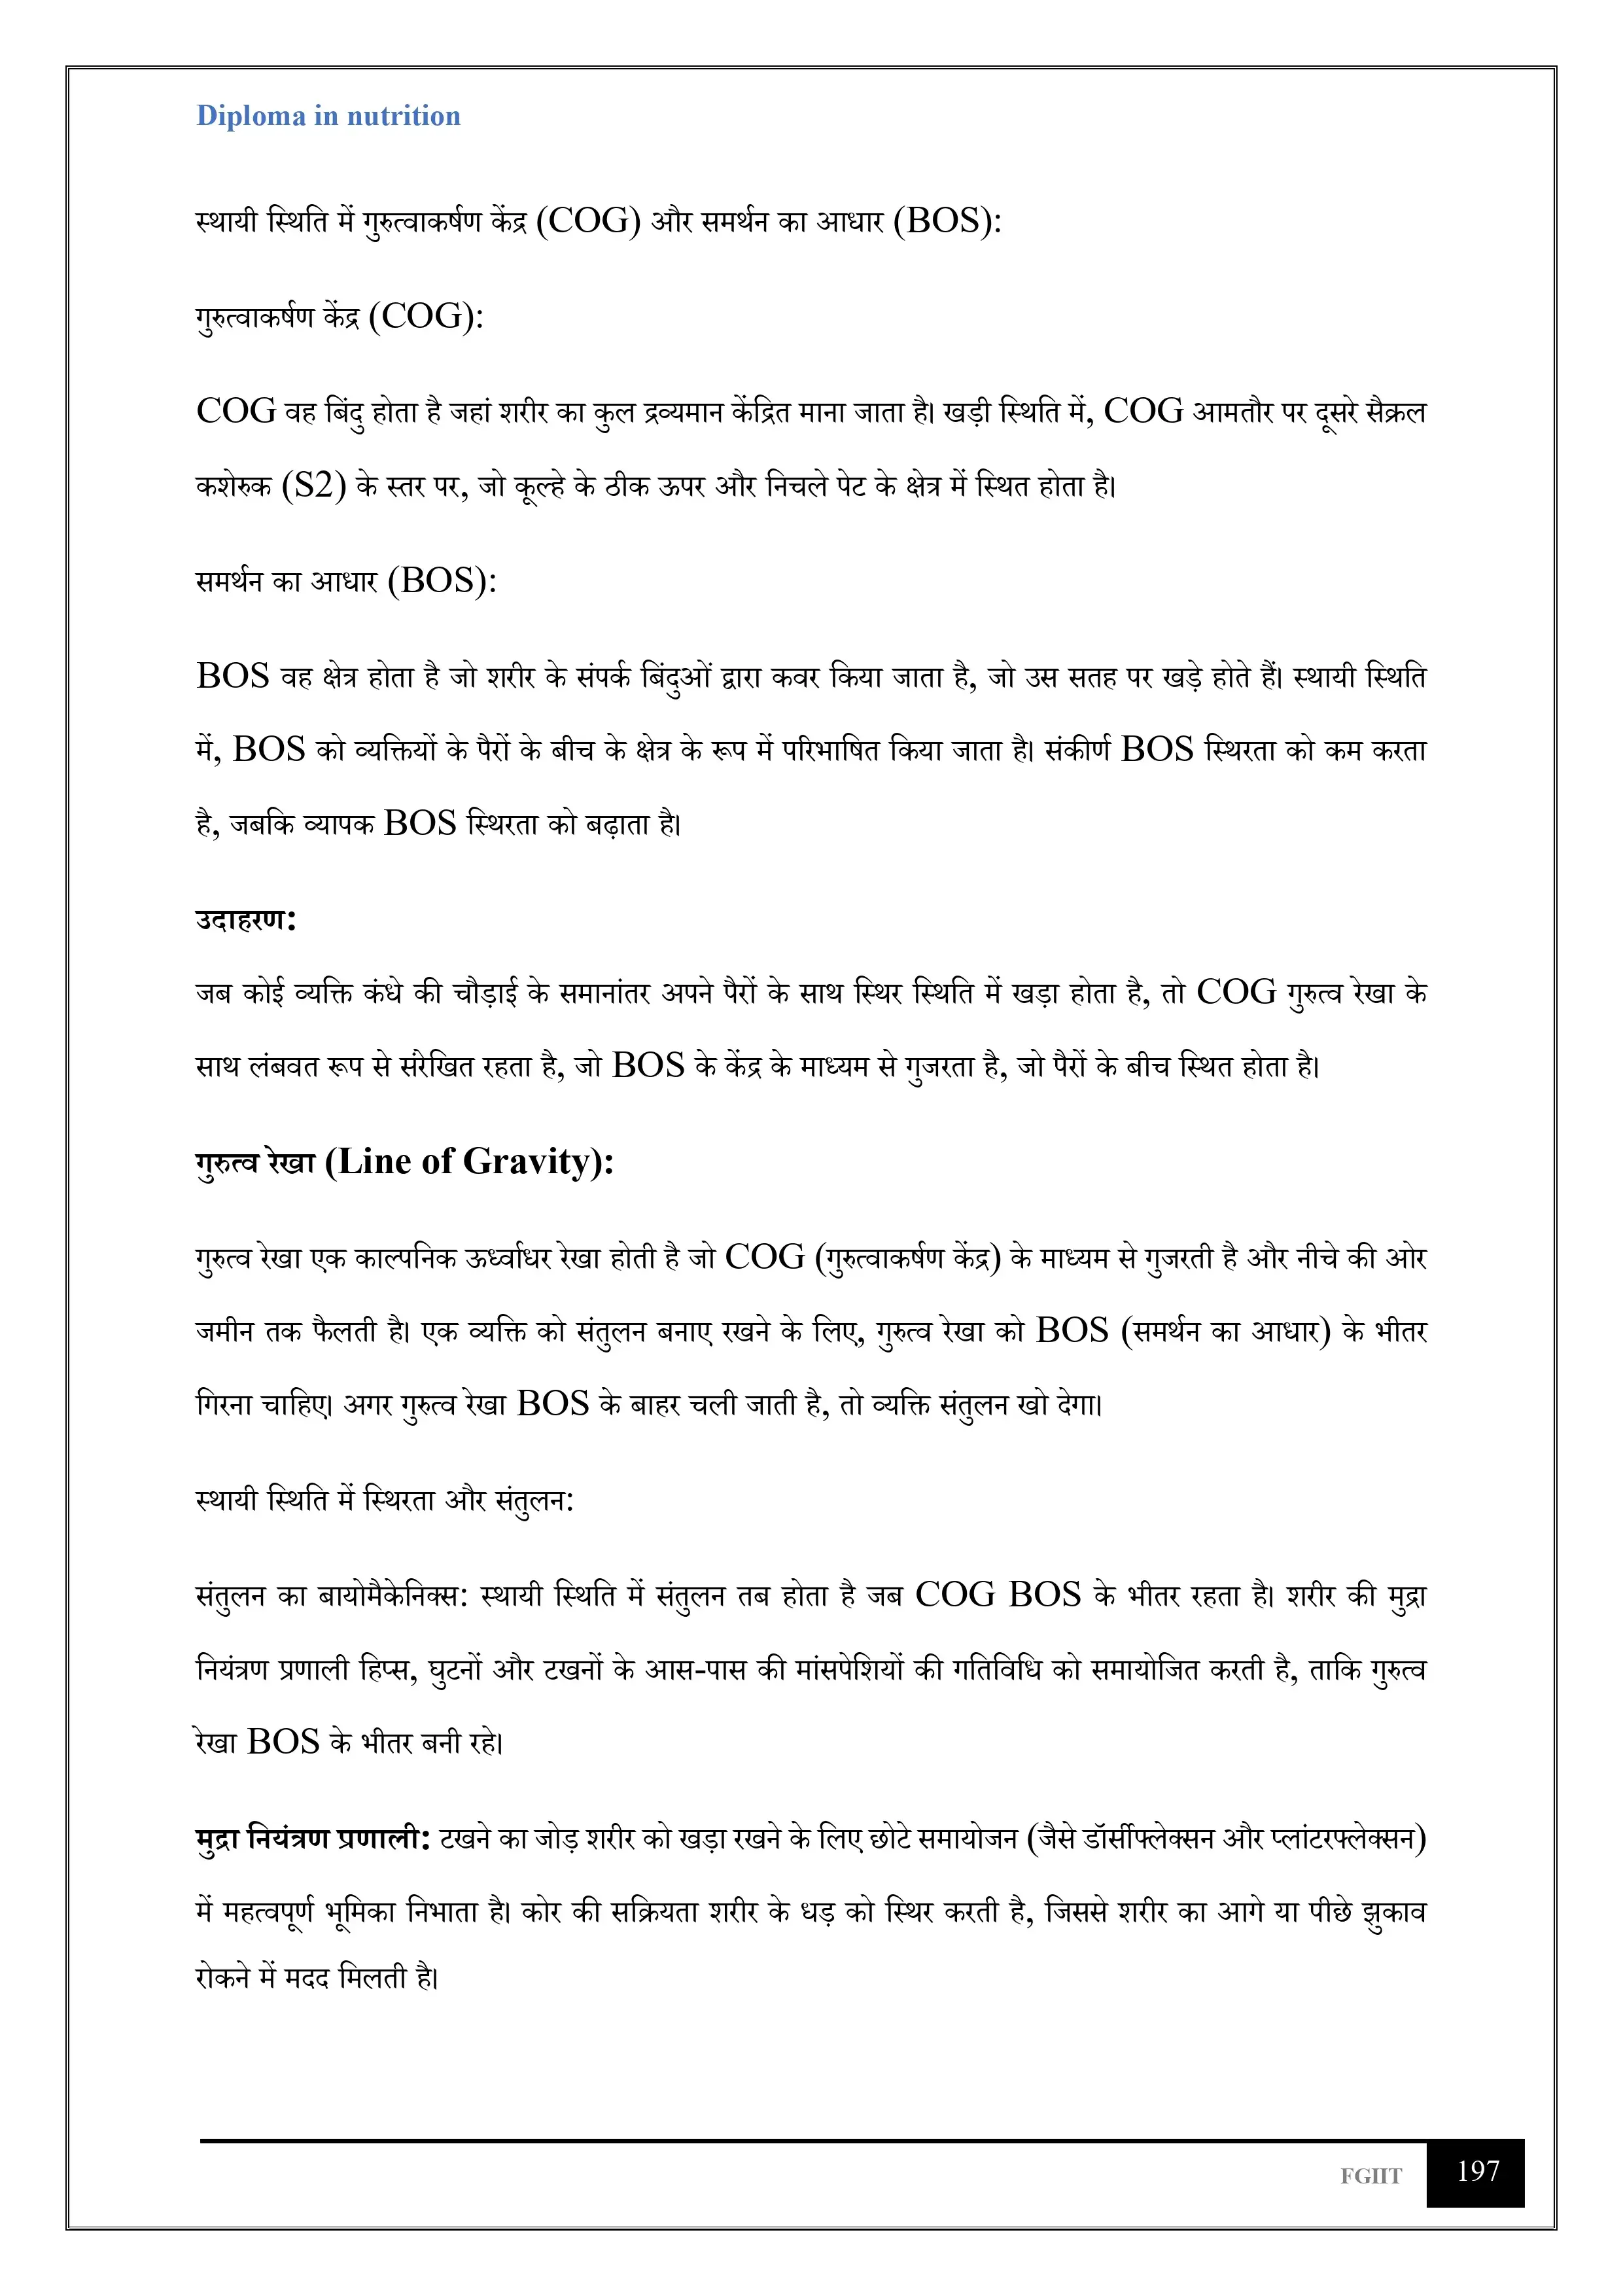 Diploma in nutrition
स्थायी स्थिति में गुरुत्वाकर्षण केंद्र (COG) और समर्थन का आधार (BOS):
गुरुत्वाकर्षण केंद्र (COG):
COG वह बिंदु होता है जहां शरीर का कुल द्रव्यमान केंद्रित माना जाता है। खड़ी स्थिति में, COG आमतौर पर दूसरे सैक्रल
कशेरुक (S2) के स्तर पर, जो कूल्हे के ठीक ऊपर और निचले पेट के क्षेत्र में स्थित होता है।
समर्थन का आधार (BOS):
BOS वह क्षेत्र होता है जो शरीर के संपर्क बिंदुओं द्वारा कवर किया जाता है, जो उस सतह पर खड़े होते हैं। स्थायी स्थिति
में, BOS को व्यक्तियों के पैरों के बीच के क्षेत्र के रूप में परिभाषित किया जाता है। संकीर्ण BOS स्थिरता को कम करता
है, जबकि व्यापक BOS स्थिरता को बढ़ाता है।
उदाहरण:
जब कोई व्यक्ति कंधे की चौड़ाई के समानांतर अपने पैरों के साथ स्थिर स्थिति में खड़ा होता है, तो COG गुरुत्व रेखा के
साथ लंबवत रूप से संरेखित रहता है, जो BOS के केंद्र के माध्यम से गुजरता है, जो पैरों के बीच स्थित होता है।
गुरुत्व रेखा (Line of Gravity):
गुरुत्व रेखा एक काल्पनिक ऊर्ध्वाधर रेखा होती है जो COG (गुरुत्वाकर्षण केंद्र) के माध्यम से गुजरती है और नीचे की ओर
जमीन तक फैलती है। एक व्यक्ति को संतुलन बनाए रखने के लिए, गुरुत्व रेखा को BOS (समर्थन का आधार) के भीतर
गिरना चाहिए। अगर गुरुत्व रेखा BOS के बाहर चली जाती है, तो व्यक्ति संतुलन खो देगा।
स्थायी स्थिति में स्थिरता और संतुलन:
संतुलन का बायोमैकेनिक्स: स्थायी स्थिति में संतुलन तब होता है जब COG BOS के भीतर रहता है। शरीर की मुद्रा
नियंत्रण प्रणाली हिप्स, घुटनों और टखनों के आस-पास की मांसपेशियों की गतिविधि को समायोजित करती है, ताकि गुरुत्व
रेखा BOS के भीतर बनी रहे।
मुद्रा नियंत्रण प्रणाली: टखने का जोड़ शरीर को खड़ा रखने के लिए छोटे समायोजन (जैसे डॉर्सीफ्लेक्सन और प्लांटरफ्लेक्सन)
में महत्वपूर्ण भूमिका निभाता है। कोर की सक्रियता शरीर के धड़ को स्थिर करती है, जिससे शरीर का आगे या पीछे झुकाव
रोकने में मदद मिलती है।
FGIIT 197